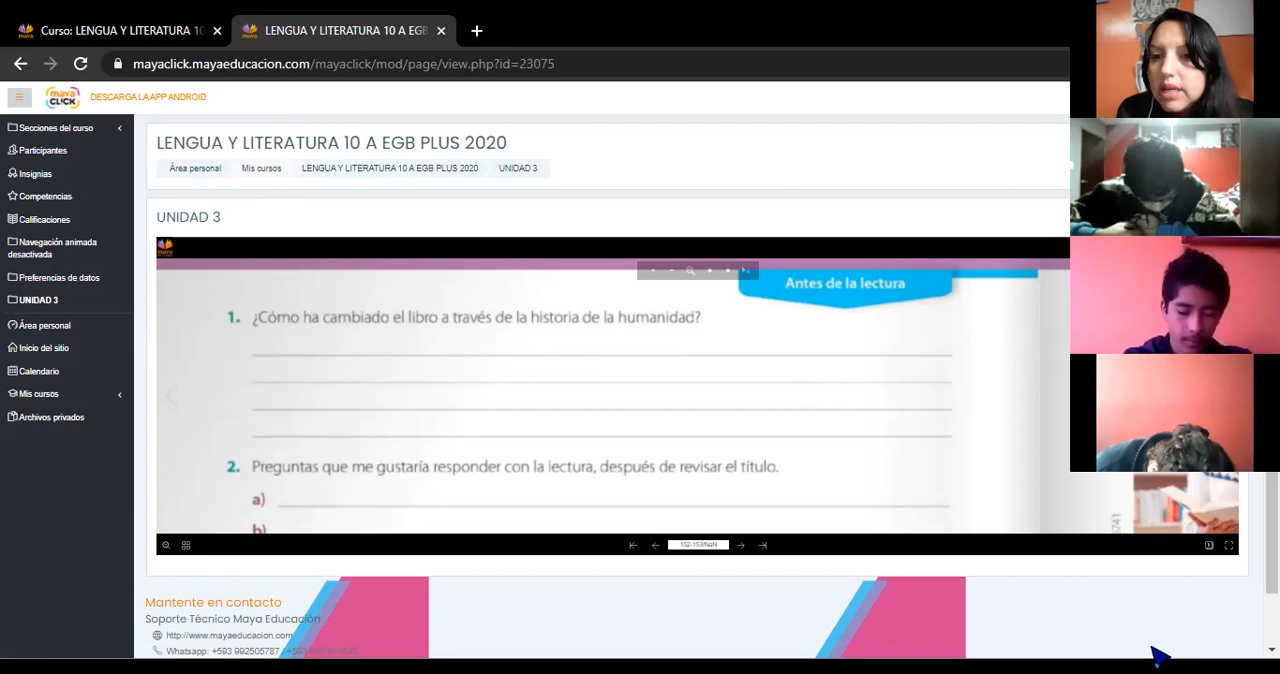 Curso: LENGUA Y LITERATURA 10
LENGUA Y LITERATURA 10 A EGB
mayaclick.mayaeducacion.com/mayaclick/mod/page/view.php?id=23075
maya CLICK
DESCARGA LA APP ANDROID
Secciones del curso
Participantes
Insignias
Competencias
Calificaciones
Navegación animada
desactivada
Preferencias de datos
UNIDAD 3
Área personal
Inicio del sitio
Calendario
Mis cursos
Archivos privados
LENGUA Y LITERATURA 10 A EGB PLUS 2020
Área personal Mis cursos LENGUA Y LITERATURA 10 A EGB PLUS 2020 UNIDAD 3
UNIDAD 3
Antes de la lectura
1. ¿Cómo ha cambiado el libro a través de la historia de la humanidad?
2. Preguntas que me gustaría responder con la lectura, después de revisar el título.
a)
b)
152-153/NaN
Mantente en contacto
Soporte Técnico Maya Educación
http://www.mayaeducacion.com
Whatsapp: +593 992505787 /